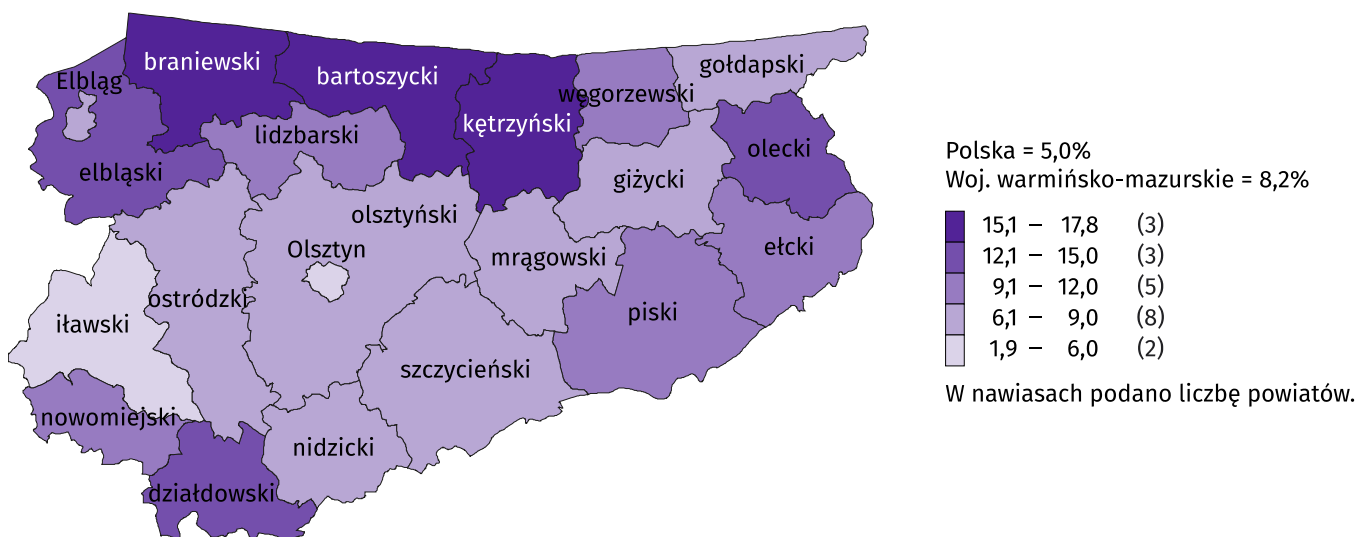 braniewski
bartoszycki
gołdapski
Elbląg
węgorzewski
kętrzyński
lidzbarski
olecki
elbląski
giżycki
olsztyński
Olsztyn
mrągowski
ełcki
ostródzki
iławski
piski
szczycieński
nowomiejski
nidzicki
działdowski
Polska = 5,0%
Woj. warmińsko-mazurskie = 8,2%
15,1 – 17,8 (3)
12,1 – 15,0 (3)
9,1 – 12,0 (5)
6,1 – 9,0 (8)
1,9 – 6,0 (2)
W nawiasach podano liczbę powiatów.